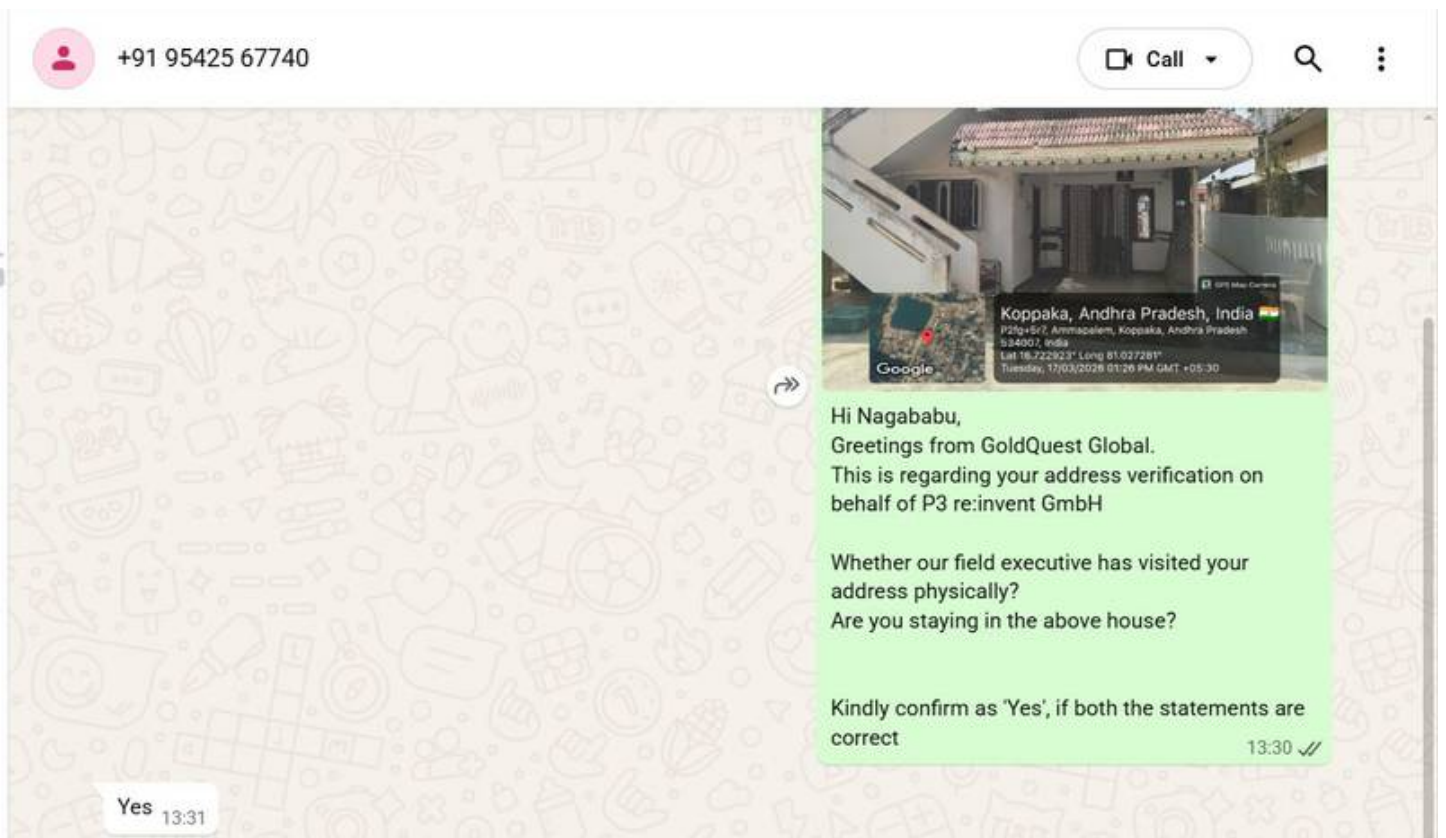 +91 95425 67740
Call
GPS Map Camera
Koppaka, Andhra Pradesh, India
P2fg+5r7, Ammapalem, Koppaka, Andhra Pradesh
534007, India
Lat 16.722923° Long 81.027281°
Tuesday, 17/03/2026 01:26 PM GMT +05:30
Google
Hi Nagababu,
Greetings from GoldQuest Global.
This is regarding your address verification on
behalf of P3 re:invent GmbH
Whether our field executive has visited your
address physically?
Are you staying in the above house?
Kindly confirm as 'Yes', if both the statements are
correct
13:30
Yes 13:31